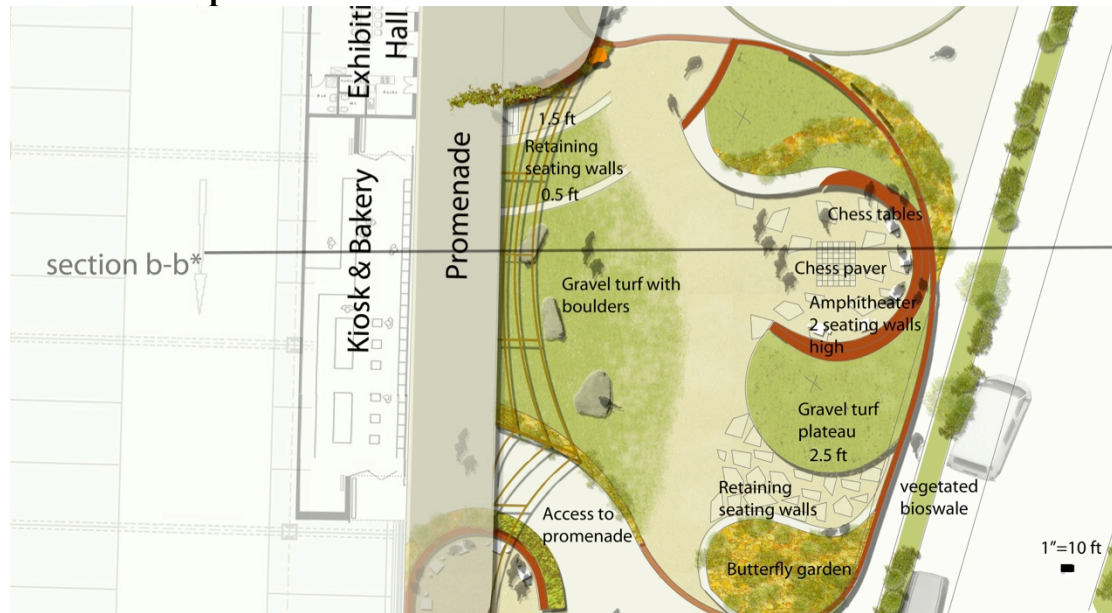 Exhibiti
Hall
Kiosk & Bakery
Promenade
section b-b*
1.5 ft
Retaining
seating walls
0.5 ft
Gravel turf with
boulders
Chess tables
Chess paver
Amphitheater
2 seating walls
high
Gravel turf
plateau
2.5 ft
Retaining
seating walls
vegetated
bioswale
Access to
promenade
Butterfly garden
1"=10 ft